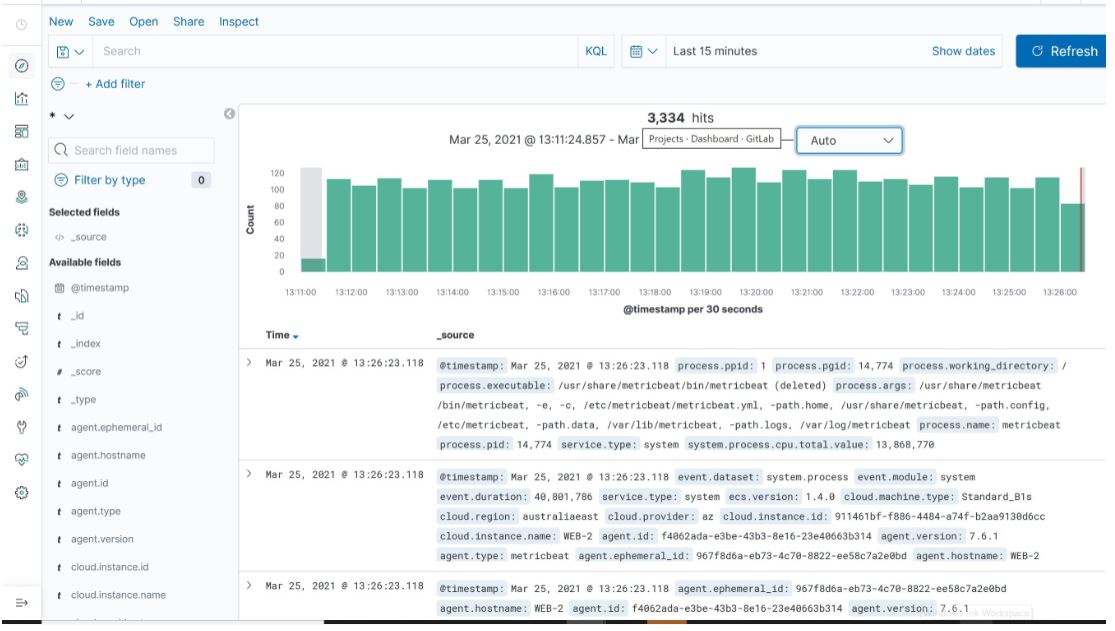 New Save Open Share Inspect
Search KQL Last 15 minutes Show dates Refresh
+ Add filter
*
3,334 hits
Mar 25, 2021 @ 13:11:24.857 - Mar Projects · Dashboard · GitLab Auto
Search field names
Filter by type 0
Selected fields
</> _source
Available fields
@timestamp
t _id
t _index
# _score
t _type
t agent.ephemeral_id
t agent.hostname
t agent.id
t agent.type
t agent.version
t cloud.instance.id
t cloud.instance.name
Count
120
100
80
60
40
20
0
13:11:00 13:12:00 13:13:00 13:14:00 13:15:00 13:16:00 13:17:00 13:18:00 13:19:00 13:20:00 13:21:00 13:22:00 13:23:00 13:24:00 13:25:00 13:26:00
@timestamp per 30 seconds
Time _source
Mar 25, 2021 @ 13:26:23.118 @timestamp: Mar 25, 2021 @ 13:26:23.118 process.ppid: 1 process.pgid: 14,774 process.working_directory: /
process.executable: /usr/share/metricbeat/bin/metricbeat (deleted) process.args: /usr/share/metricbeat
/bin/metricbeat, -e, -c, /etc/metricbeat/metricbeat.yml, -path.home, /usr/share/metricbeat, -path.config,
/etc/metricbeat, -path.data, /var/lib/metricbeat, -path.logs, /var/log/metricbeat process.name: metricbeat
process.pid: 14,774 service.type: system system.process.cpu.total.value: 13,868,770
Mar 25, 2021 @ 13:26:23.118 @timestamp: Mar 25, 2021 @ 13:26:23.118 event.dataset: system.process event.module: system
event.duration: 40,801,786 service.type: system ecs.version: 1.4.0 cloud.machine.type: Standard_B1s
cloud.region: australiaeast cloud.provider: az cloud.instance.id: 911461bf-f886-4484-a74f-b2aa9130d6cc
cloud.instance.name: WEB-2 agent.id: f4062ada-e3be-43b3-8e16-23e40663b314 agent.version: 7.6.1
agent.type: metricbeat agent.ephemeral_id: 967f8d6a-eb73-4c70-8822-ee58c7a2e0bd agent.hostname: WEB-2
Mar 25, 2021 @ 13:26:23.118 @timestamp: Mar 25, 2021 @ 13:26:23.118 agent.ephemeral_id: 967f8d6a-eb73-4c70-8822-ee58c7a2e0bd
agent.hostname: WEB-2 agent.id: f4062ada-e3be-43b3-8e16-23e40663b314 agent.version: 7.6.1
Workspace